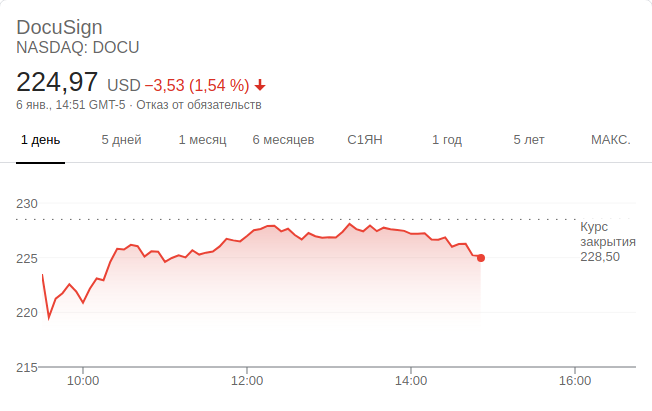 DocuSign
NASDAQ: DOCU
224,97 USD −3,53 (1,54 %)
6 янв., 14:51 GMT-5 · Отказ от обязательств
1 день 5 дней 1 месяц 6 месяцев С1ЯН 1 год 5 лет МАКС.
230
Курс
закрытия
228,50
225
220
215
10:00 12:00 14:00 16:00